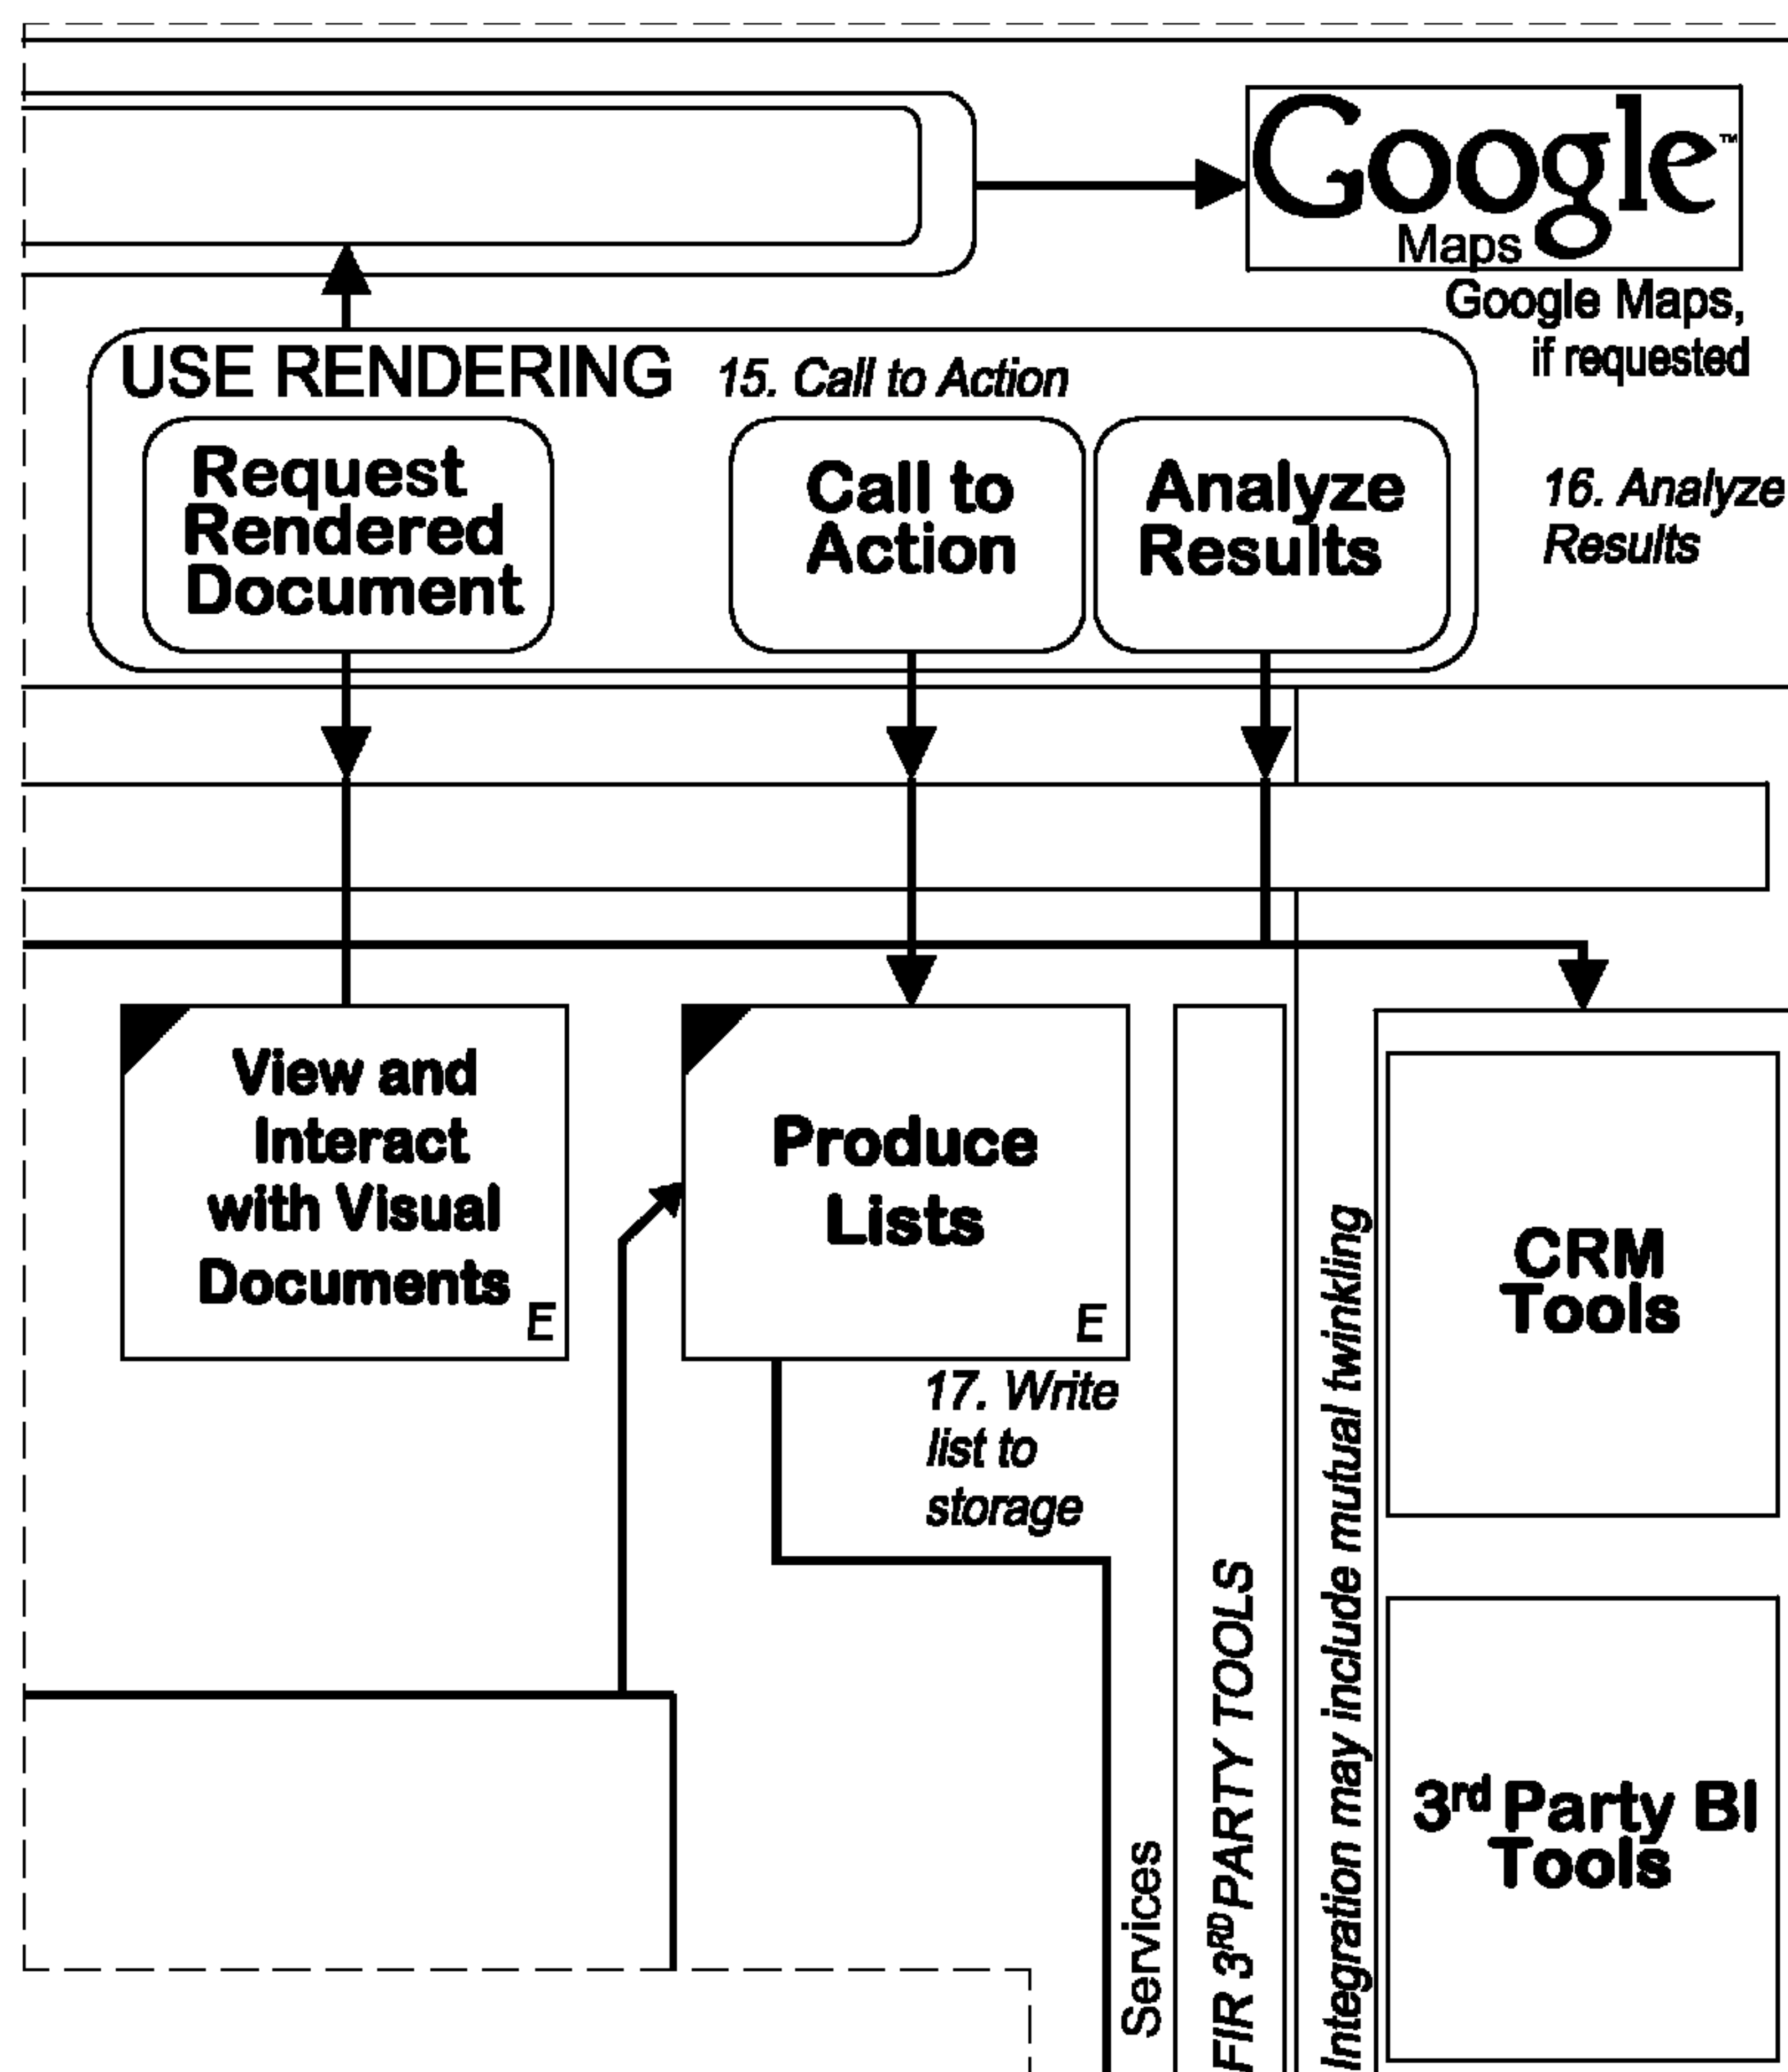 Google™
Maps
Google Maps,
if requested
USE RENDERING
15. Call to Action
Request
Rendered
Document
Call to
Action
Analyze
Results
16. Analyze
Results
View and
Interact
with Visual
Documents
E
Produce
Lists
E
17. Write
list to
storage
Services
FIR 3RD PARTY TOOLS
Integration may include mutual twinkling
CRM
Tools
3rd Party BI
Tools